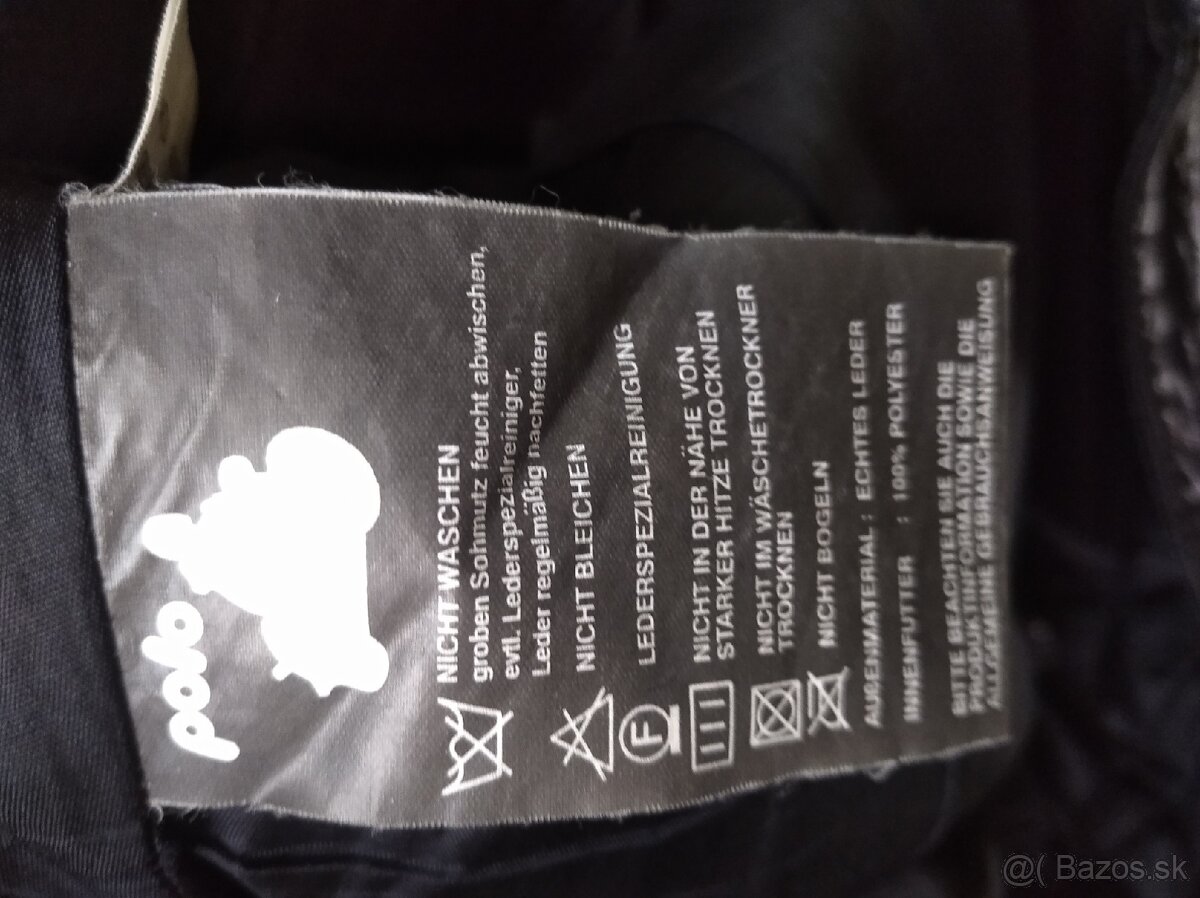 polo
NICHT WASCHEN
groben Sohmutz feucht abwischen,
evtl. Lederspezialreiniger,
Leder regelmäßig nachfetten
NICHT BLEICHEN
F
LEDERSPEZIALREINIGUNG
NICHT IN DER NÄHE VON
STARKER HITZE TROCKNEN
NICHT IM WÄSCHETROCKNER
TROCKNEN
NICHT BOGELN
AUßENMATERIAL : ECHTES LEDER
INNENFUTTER : 100% POLYESTER
BITTE BEACHTEN SIE AUCH DIE
PRODUKTINFORMATION SOWIE DIE
ALLGEMEINE GEBRAUCHSANWEISUNG
@( Bazos.sk